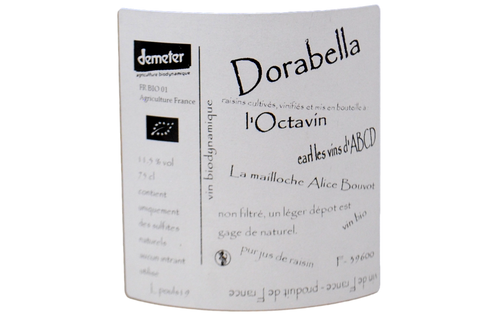 demeter
agriculture biodynamique
FR BIO 01
Agriculture France
11.5 % vol
75 cl
contient
uniquement
des sulfites
naturels
aucun intrant
utilisé
vin biodynamique
Dorabella
raisins cultivés, vinifiés et mis en bouteille à
l'Octavin
earl les vins d'ABCD
La mailloche Alice Bouvot
non filtré, un léger dépot est
gage de naturel.
vin bio
pur jus de raisin
F - 39600
vin de France - produit de France